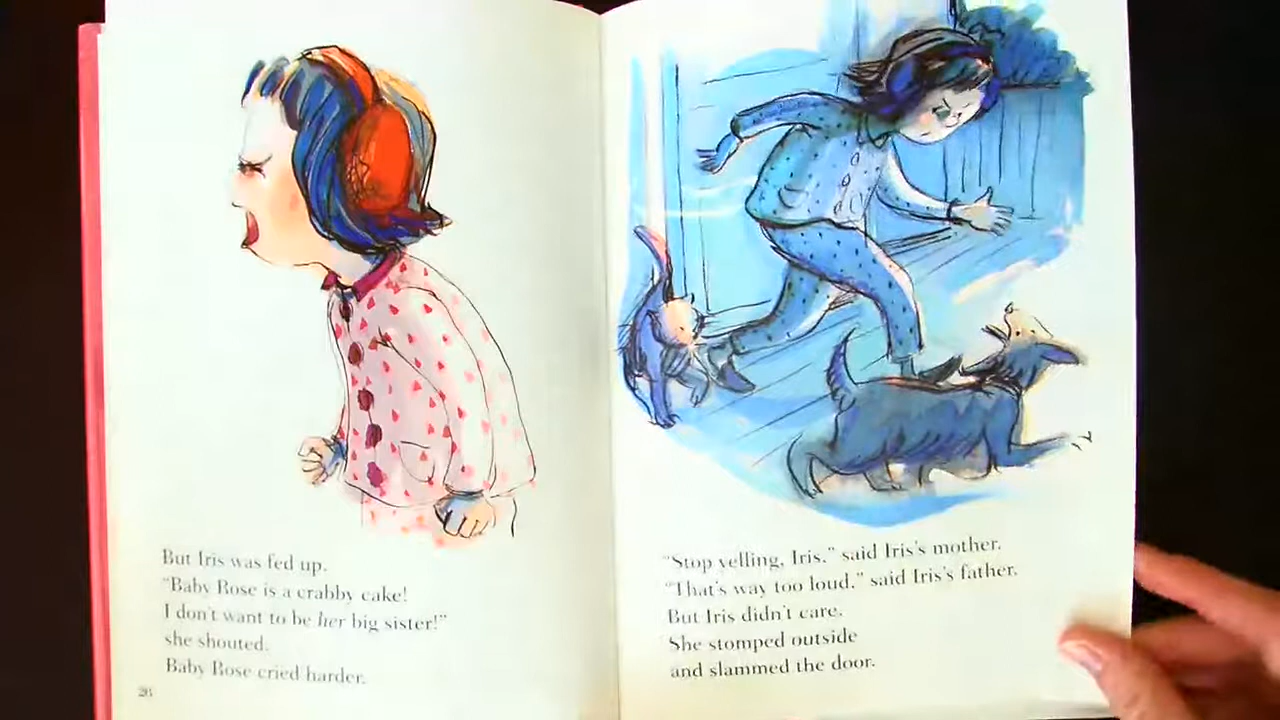 But Iris was fed up.
"Baby Rose is a crabby cake!
I don't want to be her big sister!"
she shouted.
Baby Rose cried harder.
26
"Stop yelling, Iris," said Iris's mother.
"That's way too loud," said Iris's father.
But Iris didn't care.
She stomped outside
and slammed the door.